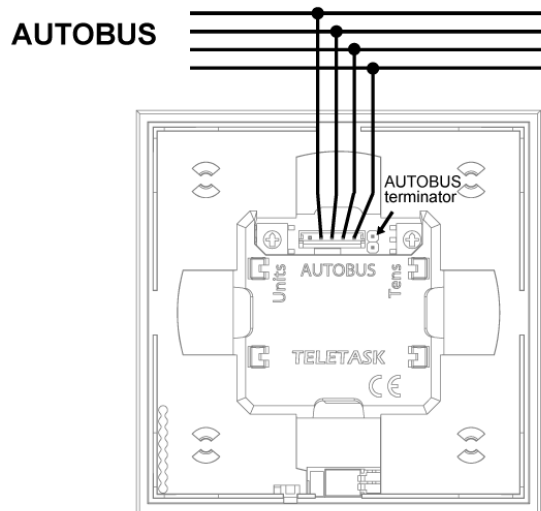 AUTOBUS
AUTOBUS
terminator
AUTOBUS
Units
Tens
TELETASK
CE